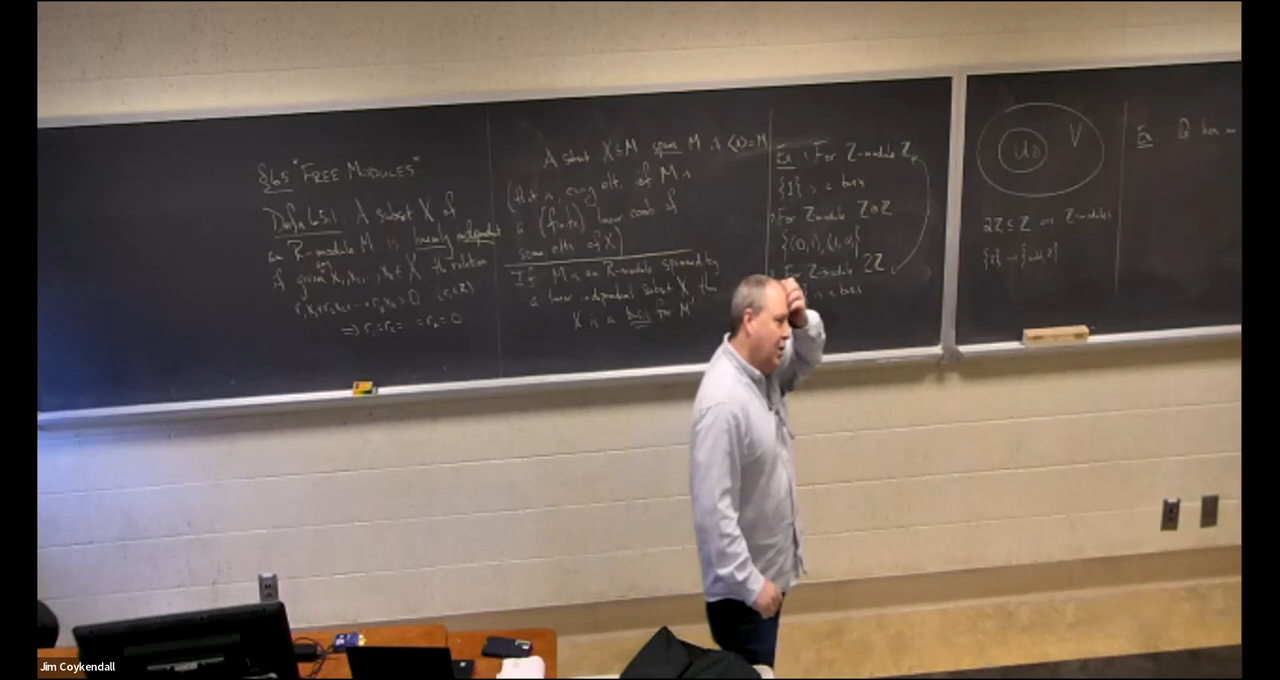 §6.5 "FREE MODULES"
Defn 6.5.1. A subset X of
an R-module M is linearly independent
if given any x₁, x₂, ..., xₙ ∈ X the relation
r₁x₁+r₂x₂+...+rₙxₙ=0 (rᵢ∈R)
⇒ r₁=r₂=...=rₙ=0
A subset X⊆M spans M if ⟨X⟩=M
(that is, every elt. of M is
a (finite) linear comb. of
some elts of X)
If M is an R-module spanned by
a linear independent subset X, then
X is a basis for M
Ex: For Z-module Z,
{1} is a basis
For Z-module Z⊕Z
{(0,1),(1,0)}
For Z-module 2Z
is a basis
U V
2Z ⊆ Z as Z-modules
{2} →
Ex Q has
Jim Coykendall